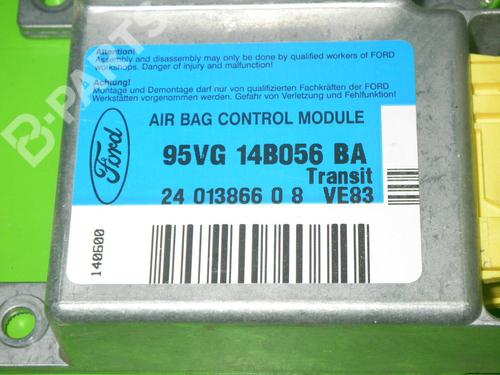 Attention!
Assembly and disassembly may only be done by qualified workers of FORD
workshops. Danger of injury and malfunction!
Achtung!
Montage und Demontage darf nur von qualifizierten Fachkräften der FORD
Werkstätten vorgenommen werden. Gefahr von Verletzung und Fehlfunktion!
Ford
AIR BAG CONTROL MODULE
95VG 14B056 BA
Transit
24 013866 0 8 VE83
140600
B-PARTS